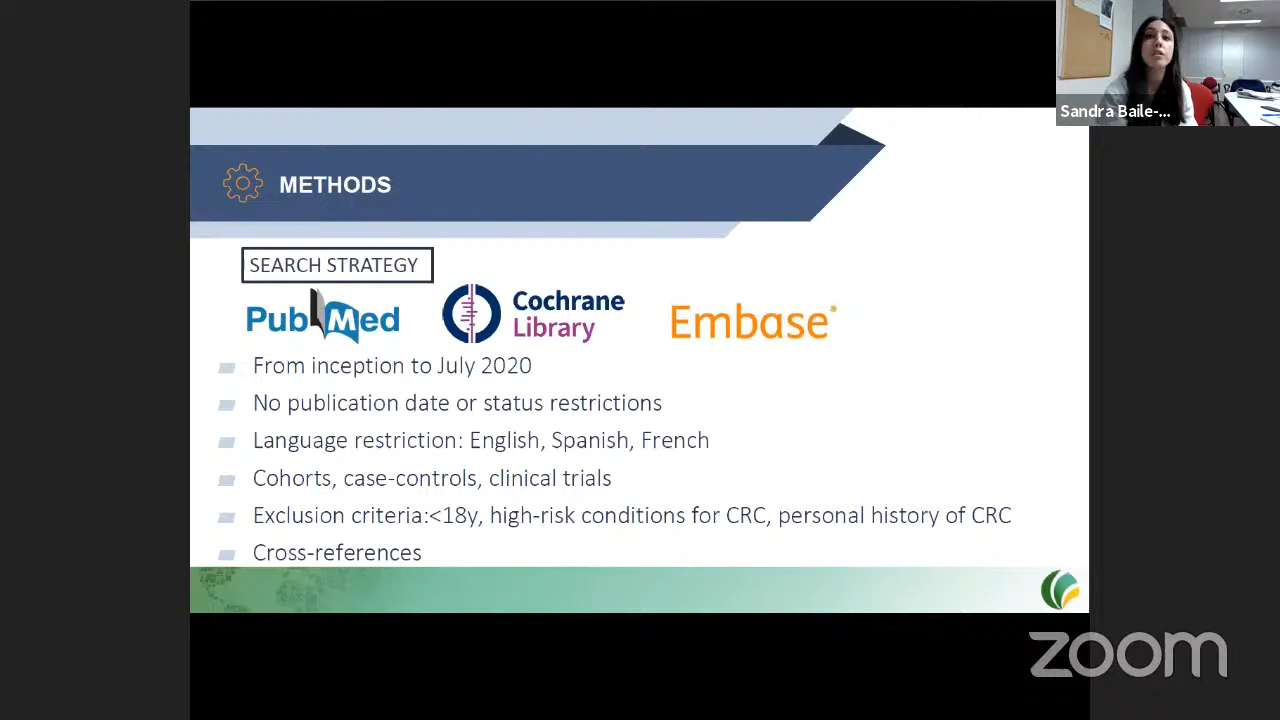 Sandra Baile-...
METHODS
SEARCH STRATEGY
PubMed
Cochrane
Library
Embase®
From inception to July 2020
No publication date or status restrictions
Language restriction: English, Spanish, French
Cohorts, case-controls, clinical trials
Exclusion criteria:<18y, high-risk conditions for CRC, personal history of CRC
Cross-references
zoom